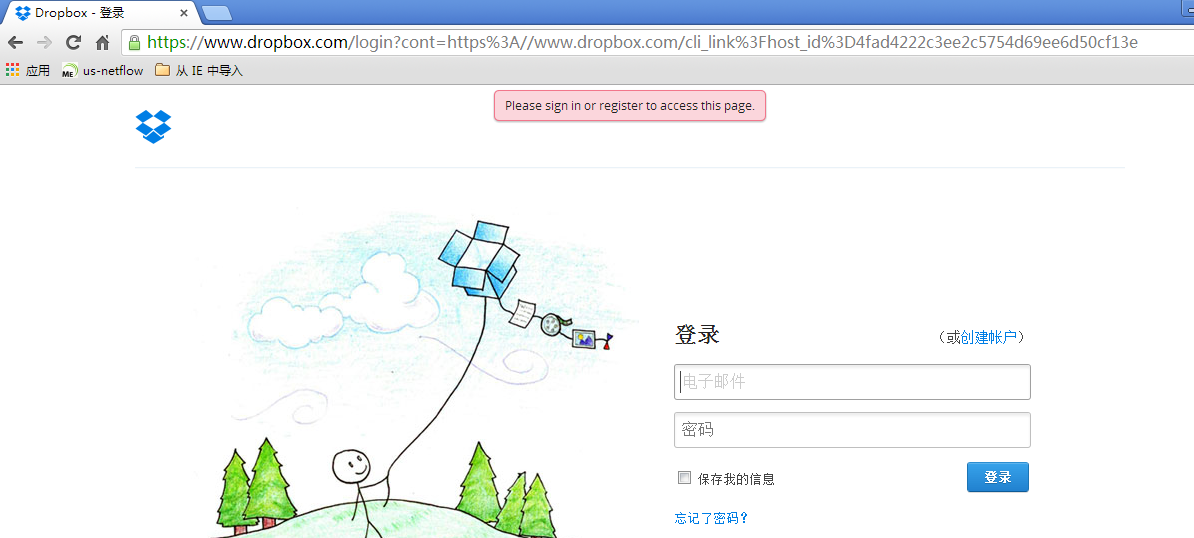 Dropbox - 登录
https://www.dropbox.com/login?cont=https%3A//www.dropbox.com/cli_link%3Fhost_id%3D4fad4222c3ee2c5754d69ee6d50cf13e
应用 ME us-netflow 从 IE 中导入
Please sign in or register to access this page.
登录 （或创建帐户）
电子邮件
密码
保存我的信息 登录
忘记了密码？